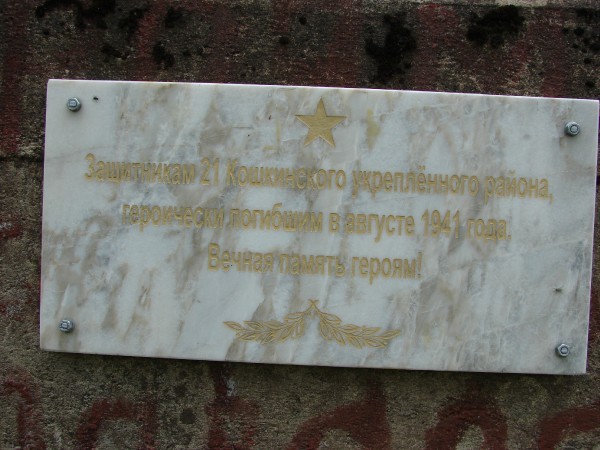 Защитникам 21 Кошкинского укреплённого района,
героически погибшим в августе 1941 года.
Вечная память героям!